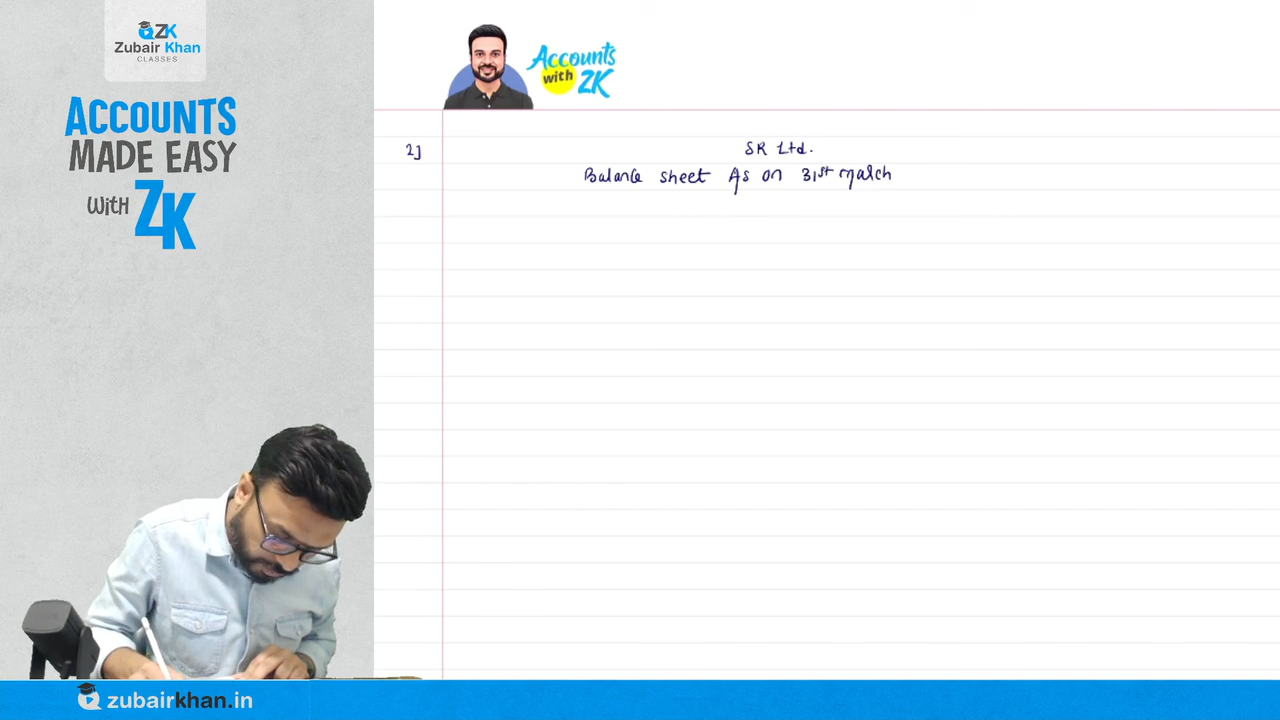 ZK
Zubair Khan
CLASSES
ACCOUNTS
MADE EASY
WITH ZK
Accounts
with ZK
2]
SR Ltd.
Balance sheet As on 31st march
zubairkhan.in